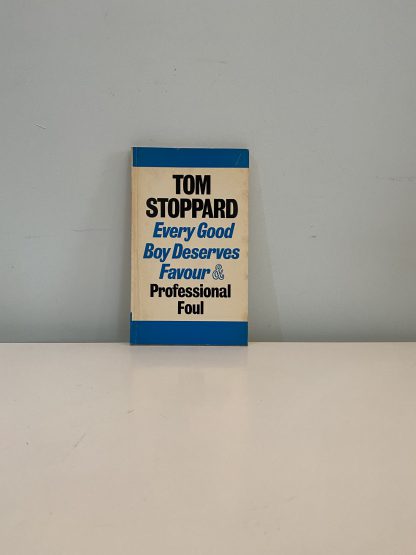 TOM
STOPPARD
Every Good
Boy Deserves
Favour &
Professional
Foul